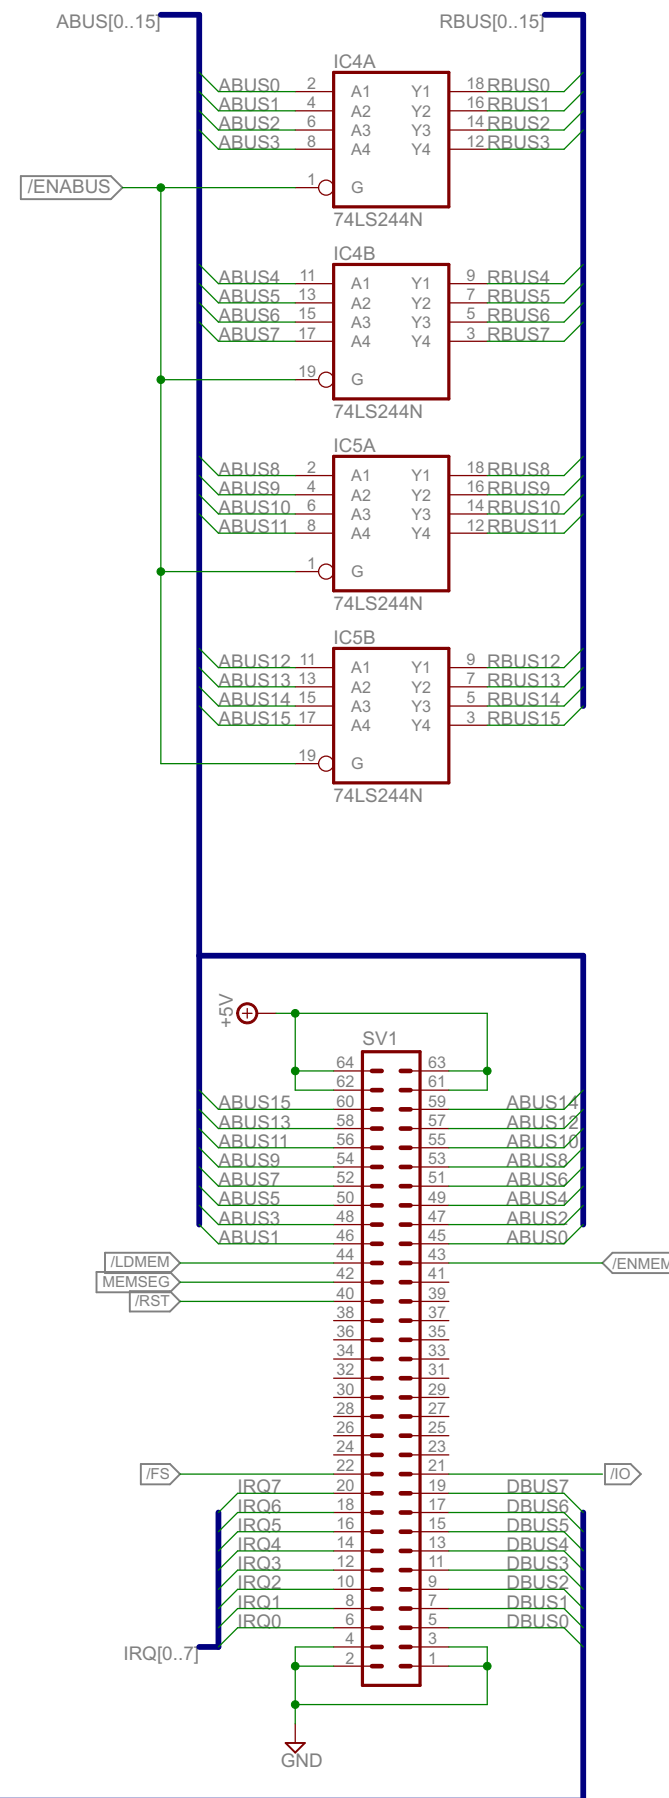 ABUS[0..15] RBUS[0..15]
IC4A
ABUS0 2 A1 Y1 18 RBUS0
ABUS1 4 A2 Y2 16 RBUS1
ABUS2 6 A3 Y3 14 RBUS2
ABUS3 8 A4 Y4 12 RBUS3
/ENABUS 1 G
74LS244N
IC4B
ABUS4 11 A1 Y1 9 RBUS4
ABUS5 13 A2 Y2 7 RBUS5
ABUS6 15 A3 Y3 5 RBUS6
ABUS7 17 A4 Y4 3 RBUS7
19 G
74LS244N
IC5A
ABUS8 2 A1 Y1 18 RBUS8
ABUS9 4 A2 Y2 16 RBUS9
ABUS10 6 A3 Y3 14 RBUS10
ABUS11 8 A4 Y4 12 RBUS11
1 G
74LS244N
IC5B
ABUS12 11 A1 Y1 9 RBUS12
ABUS13 13 A2 Y2 7 RBUS13
ABUS14 15 A3 Y3 5 RBUS14
ABUS15 17 A4 Y4 3 RBUS15
19 G
74LS244N
+5V
SV1
64 63
62 61
ABUS15 60 59 ABUS14
ABUS13 58 57 ABUS12
ABUS11 56 55 ABUS10
ABUS9 54 53 ABUS8
ABUS7 52 51 ABUS6
ABUS5 50 49 ABUS4
ABUS3 48 47 ABUS2
ABUS1 46 45 ABUS0
/LDMEM 44 43 /ENMEM
MEMSEG 42 41
/RST 40 39
38 37
36 35
34 33
32 31
30 29
28 27
26 25
24 23
/FS 22 21 /IO
IRQ7 20 19 DBUS7
IRQ6 18 17 DBUS6
IRQ5 16 15 DBUS5
IRQ4 14 13 DBUS4
IRQ3 12 11 DBUS3
IRQ2 10 9 DBUS2
IRQ1 8 7 DBUS1
IRQ0 6 5 DBUS0
4 3
IRQ[0..7] 2 1
GND